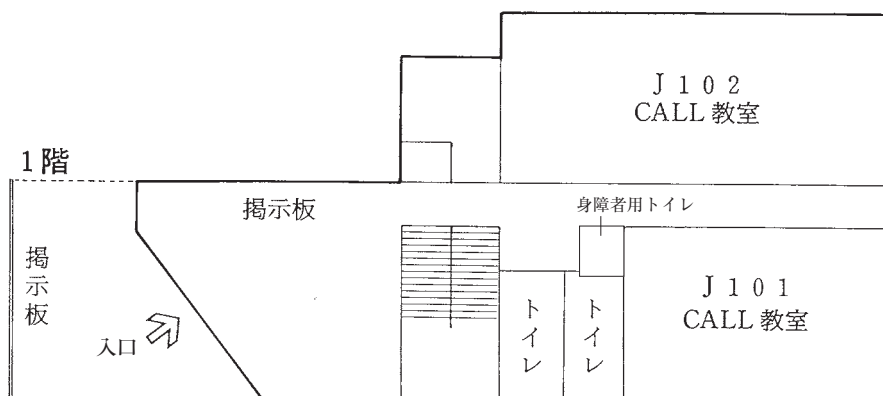 J102
CALL 教室
1階
掲示板
身障者用トイレ
掲示板
J101
CALL 教室
トイレ
トイレ
入口